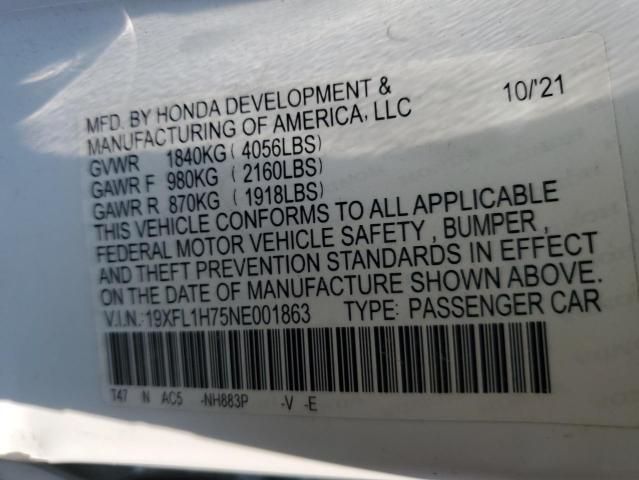 MFD. BY HONDA DEVELOPMENT & 10/'21
MANUFACTURING OF AMERICA, LLC
GVWR 1840KG ( 4056LBS)
GAWR F 980KG ( 2160LBS)
GAWR R 870KG ( 1918LBS)
THIS VEHICLE CONFORMS TO ALL APPLICABLE
FEDERAL MOTOR VEHICLE SAFETY , BUMPER ,
AND THEFT PREVENTION STANDARDS IN EFFECT
ON THE DATE OF MANUFACTURE SHOWN ABOVE.
V.I.N.:19XFL1H75NE001863 TYPE: PASSENGER CAR
T47 N AC5 -NH883P -V -E